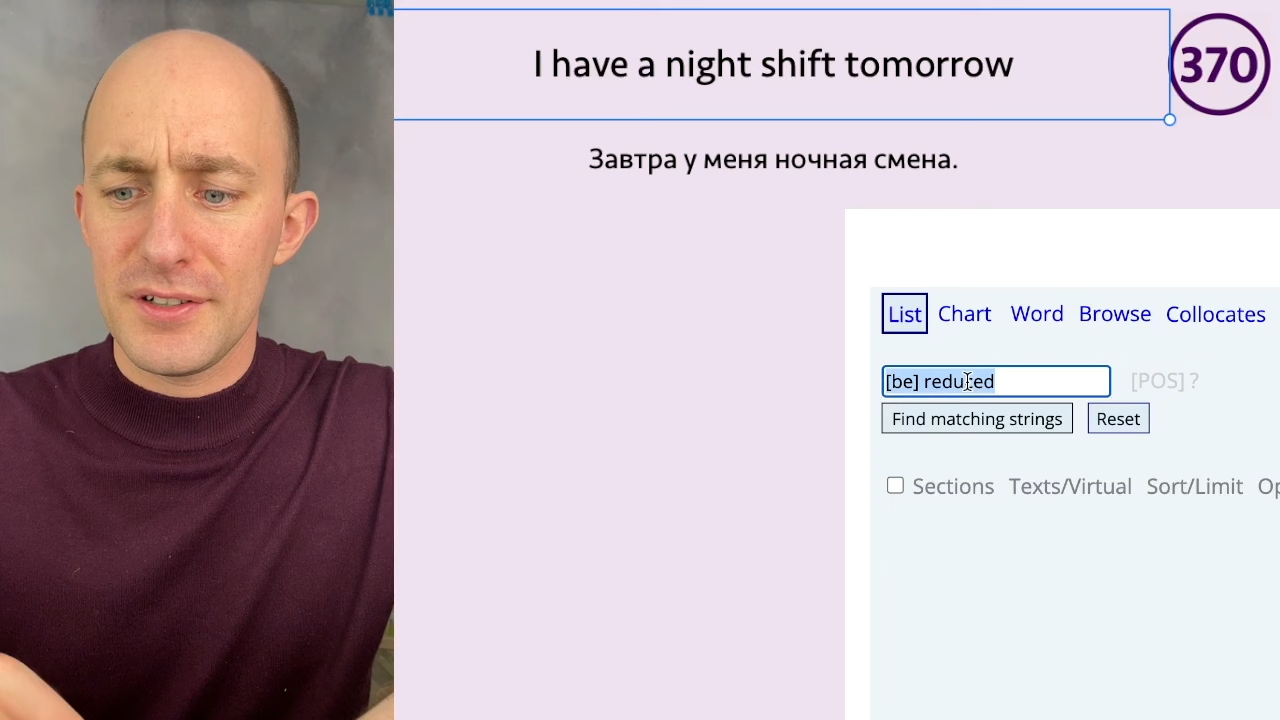 I have a night shift tomorrow
370
Завтра у меня ночная смена.
List Chart Word Browse Collocates
[be] reduced [POS] ?
Find matching strings Reset
Sections Texts/Virtual Sort/Limit Op